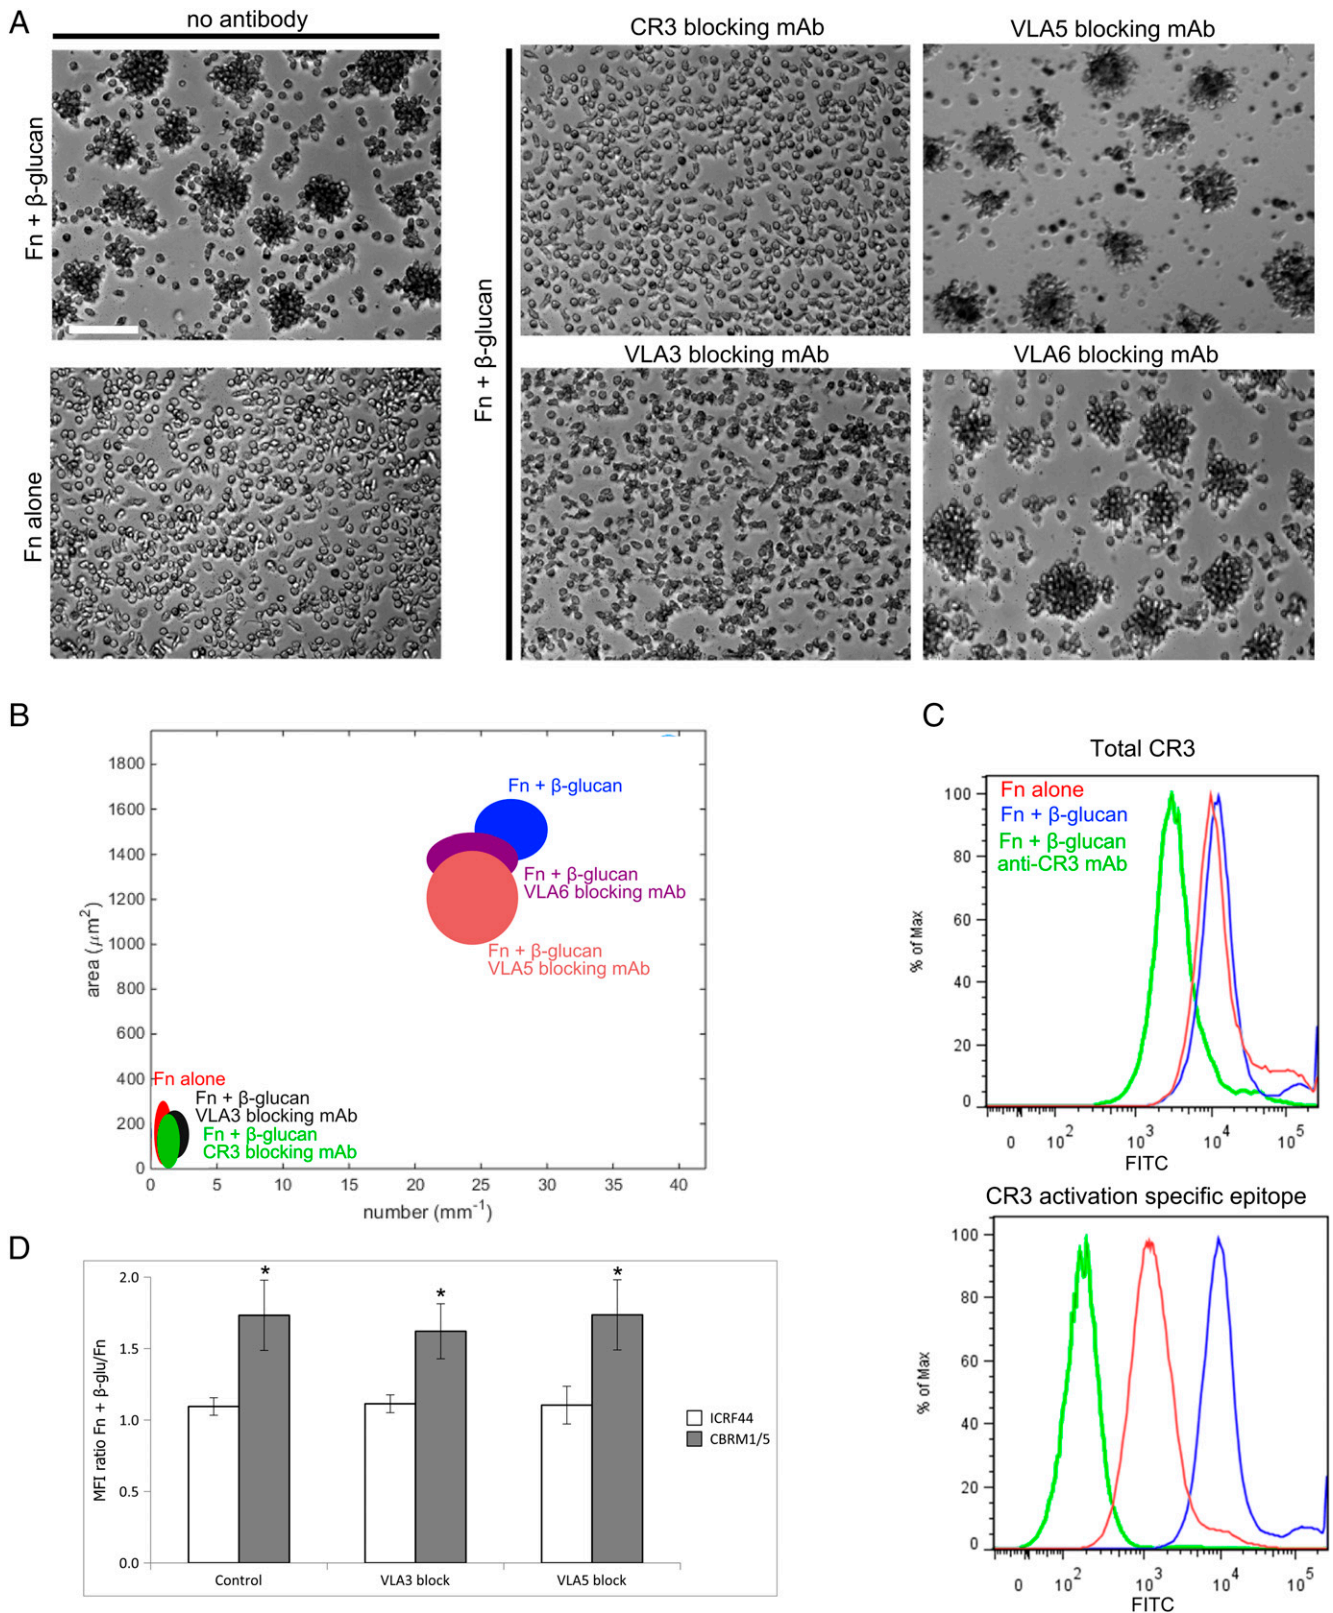 A
no antibody
Fn + β-glucan
Fn alone
Fn + β-glucan
CR3 blocking mAb
VLA5 blocking mAb
VLA3 blocking mAb
VLA6 blocking mAb
B
1800
1600
1400
1200
1000
800
600
400
200
0
area (μm²)
Fn + β-glucan
Fn + β-glucan
VLA6 blocking mAb
Fn + β-glucan
VLA5 blocking mAb
Fn alone
Fn + β-glucan
VLA3 blocking mAb
Fn + β-glucan
CR3 blocking mAb
0 5 10 15 20 25 30 35 40
number (mm⁻¹)
C
Total CR3
Fn alone
Fn + β-glucan
Fn + β-glucan
anti-CR3 mAb
100
80
60
40
20
0
% of Max
0 10² 10³ 10⁴ 10⁵
FITC
CR3 activation specific epitope
100
80
60
40
20
0
% of Max
0 10² 10³ 10⁴ 10⁵
FITC
D
2.0
1.5
1.0
0.5
0.0
MFI ratio Fn + β-glu/Fn
* * *
Control VLA3 block VLA5 block
ICRF44
CBRM1/5